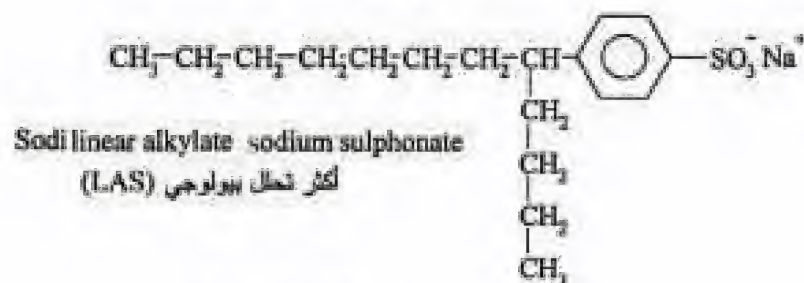 CH₃-CH₂-CH₂-CH₂CH₂CH₂-CH₂-CH-SO₃⁻Na⁺
CH₂
Sodi linear alkylate sodium sulphonate
CH₂
أكثر تحلل بيولوجي (LAS)
CH₂
CH₃